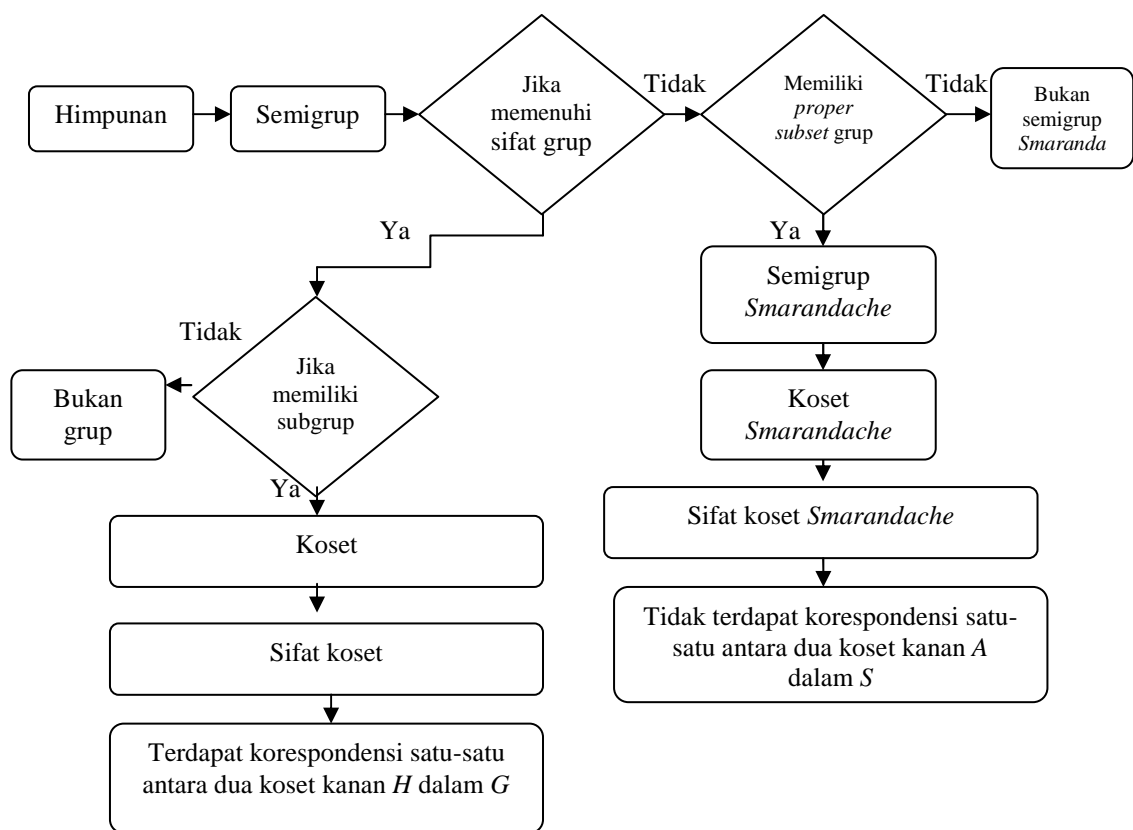 Himpunan
Semigrup
Jika
memenuhi
sifat grup
Tidak
Memiliki
proper
subset grup
Tidak
Bukan
semigrup
Smaranda
Ya
Ya
Semigrup
Smarandache
Koset
Smarandache
Sifat koset Smarandache
Tidak terdapat korespondensi satu-
satu antara dua koset kanan A
dalam S
Tidak
Jika
memiliki
subgrup
Bukan
grup
Ya
Koset
Sifat koset
Terdapat korespondensi satu-satu
antara dua koset kanan H dalam G